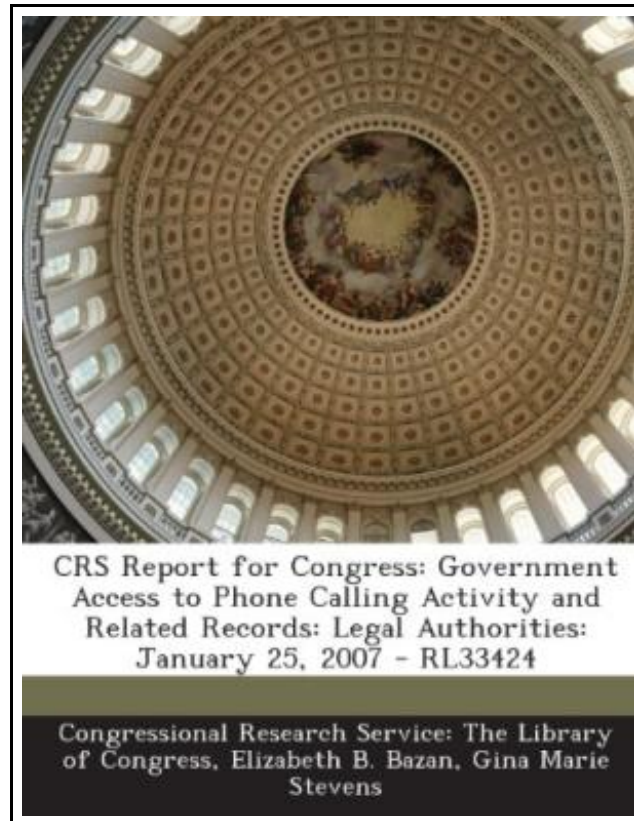 CRS Report for Congress: Government
Access to Phone Calling Activity and
Related Records: Legal Authorities:
January 25, 2007 - RL33424
Congressional Research Service: The Library
of Congress, Elizabeth B. Bazan, Gina Marie
Stevens